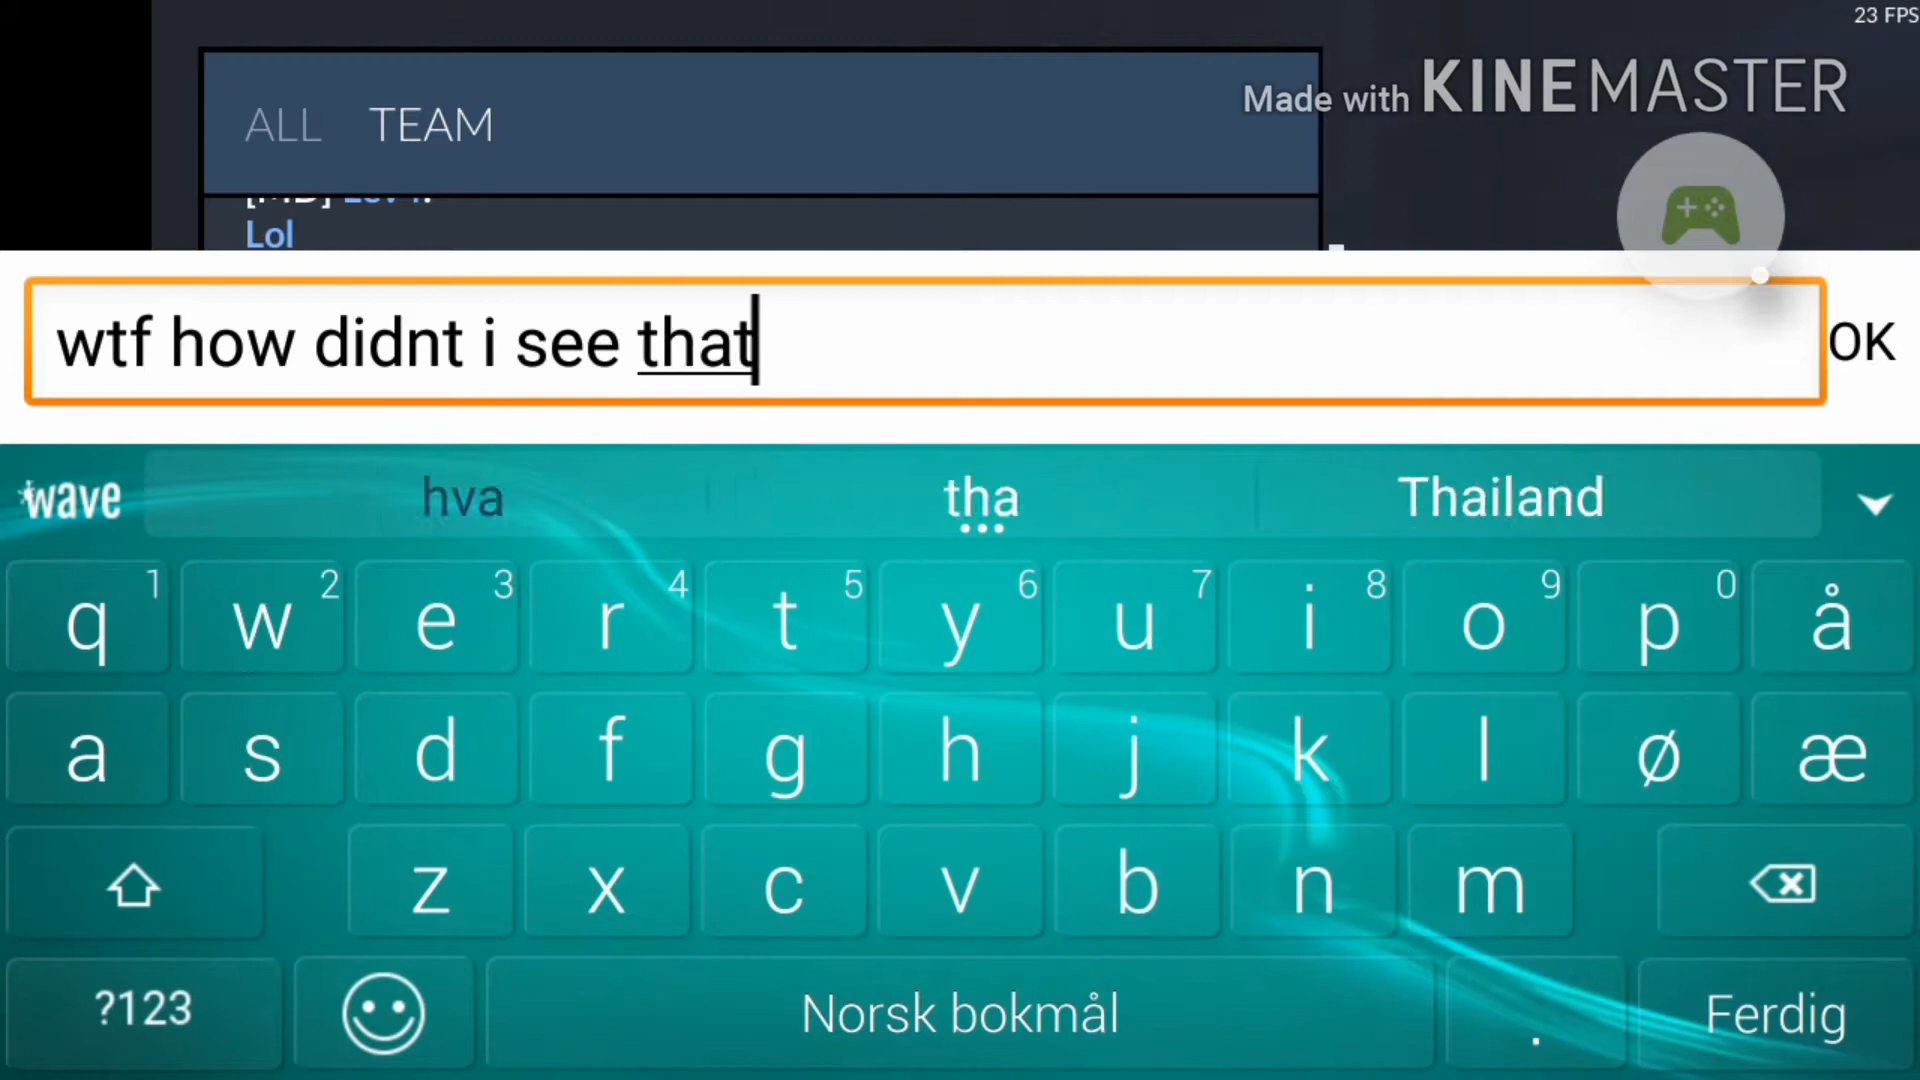 23 FPS
Made with KINEMASTER
ALL TEAM
Lol
wtf how didnt i see that
OK
wave hva tha Thailand
q 1 w 2 e 3 r 4 t 5 y 6 u 7 i 8 o 9 p 0 å
a s d f g h j k l ø æ
z x c v b n m
?123 Norsk bokmål . Ferdig